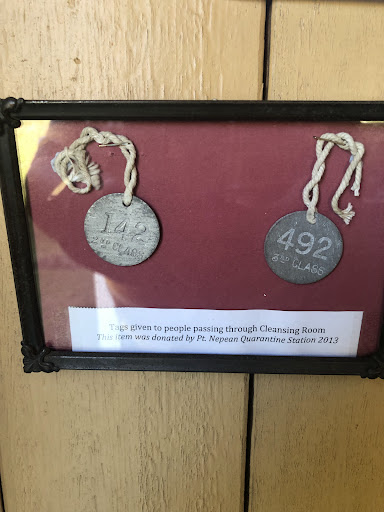 142
CLASS
492
3RD CLASS
Tags given to people passing through Cleansing Room
This item was donated by Pt. Nepean Quarantine Station 2013